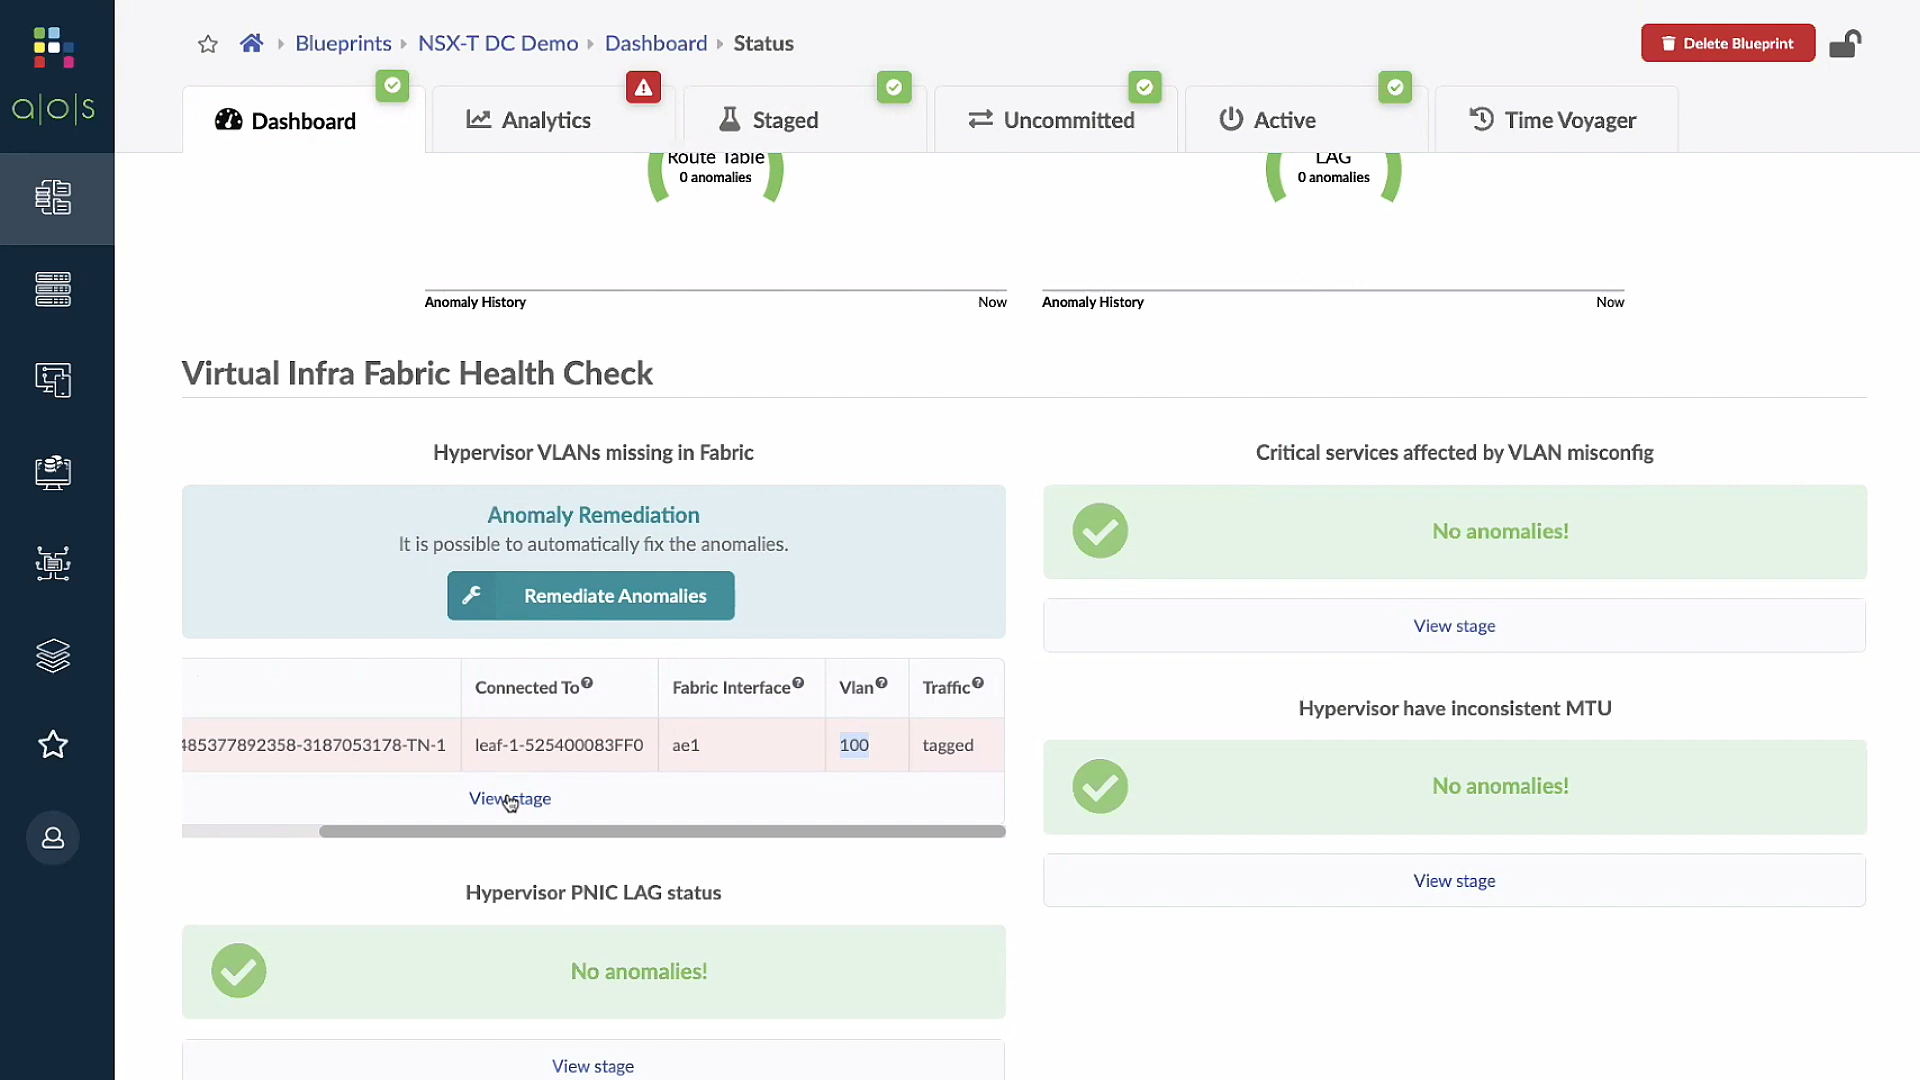 Blueprints
NSX-T DC Demo
Dashboard
Status
Delete Blueprint
a|o|s
Dashboard
Analytics
Staged
Uncommitted
Active
Time Voyager
Route Table
0 anomalies
LAG
0 anomalies
Anomaly History
Now
Anomaly History
Now
Virtual Infra Fabric Health Check
Hypervisor VLANs missing in Fabric
Anomaly Remediation
It is possible to automatically fix the anomalies.
Remediate Anomalies
Connected To
Fabric Interface
Vlan
Traffic
485377892358-3187053178-TN-1
leaf-1-525400083FF0
ae1
100
tagged
View stage
Hypervisor PNIC LAG status
No anomalies!
View stage
Critical services affected by VLAN misconfig
No anomalies!
View stage
Hypervisor have inconsistent MTU
No anomalies!
View stage